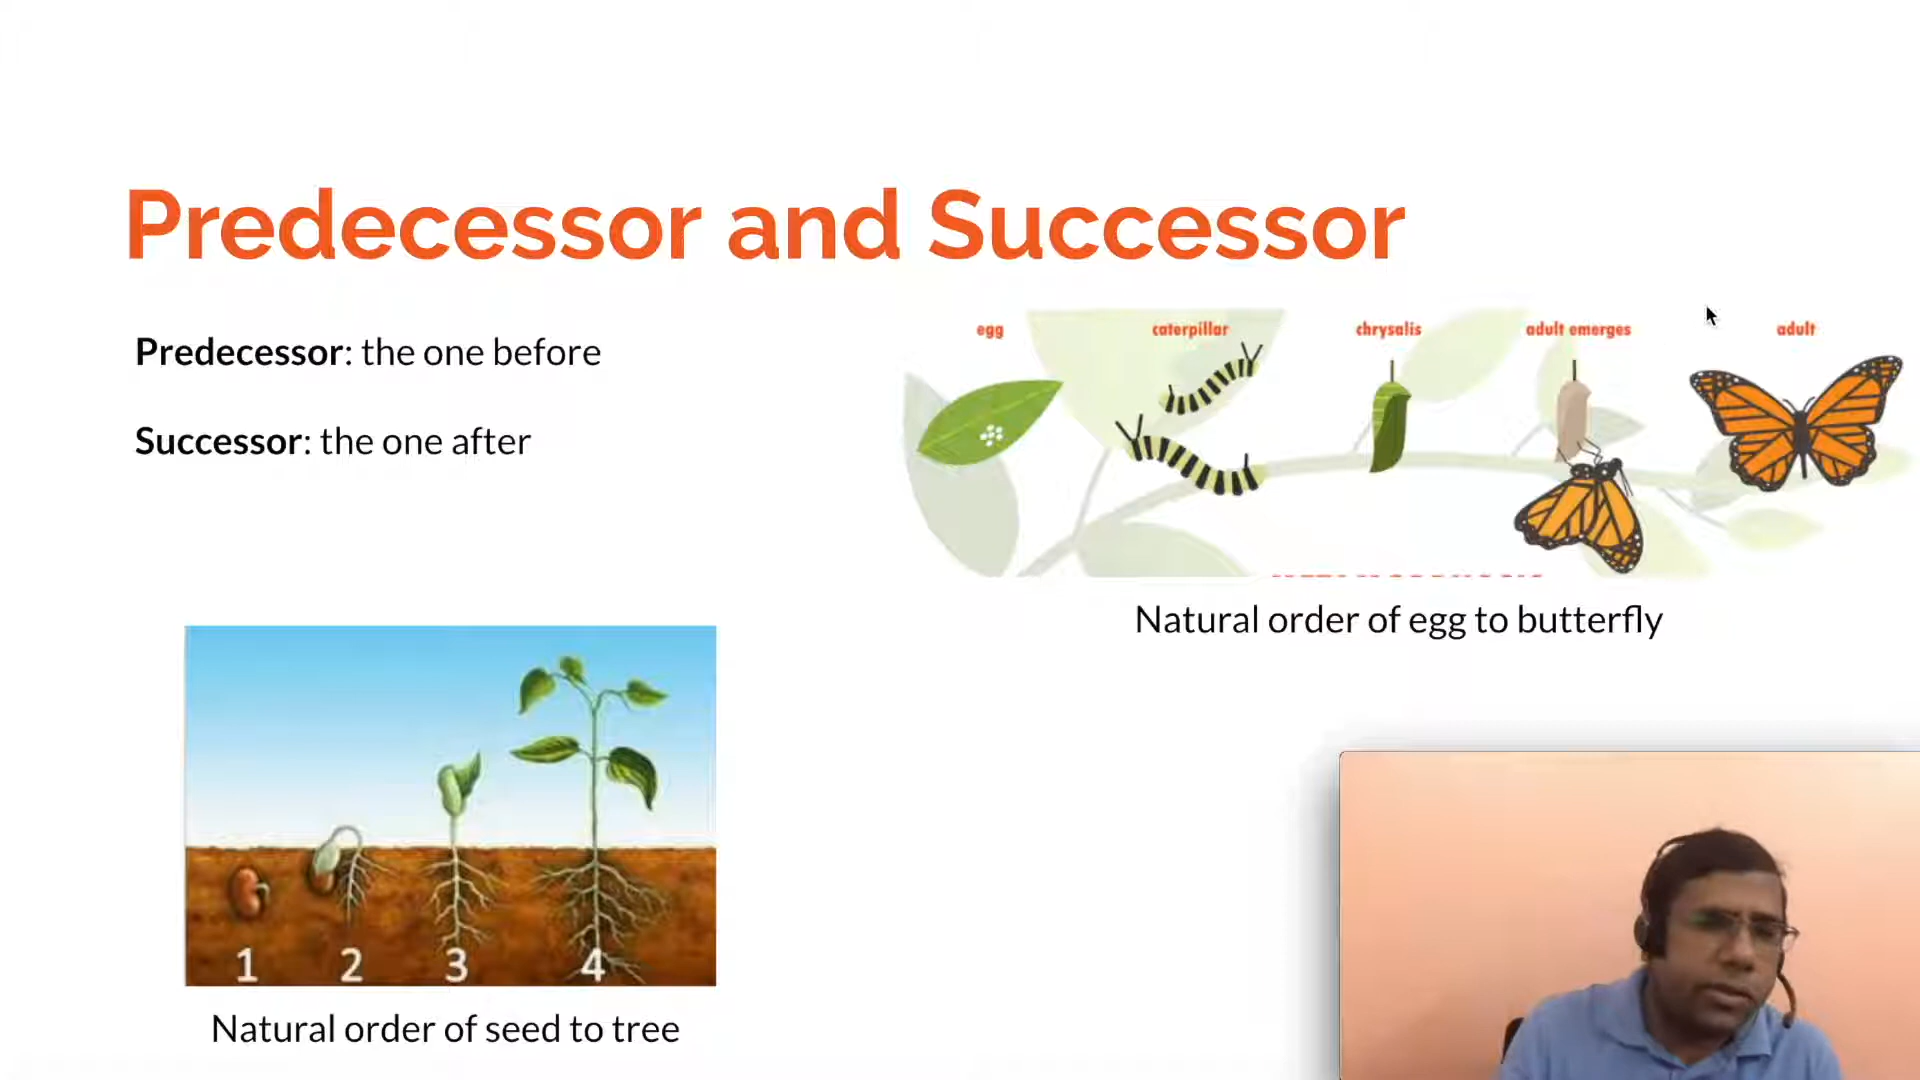 Predecessor and Successor
Predecessor: the one before
Successor: the one after
egg caterpillar chrysalis adult emerges adult
Natural order of egg to butterfly
1 2 3 4
Natural order of seed to tree